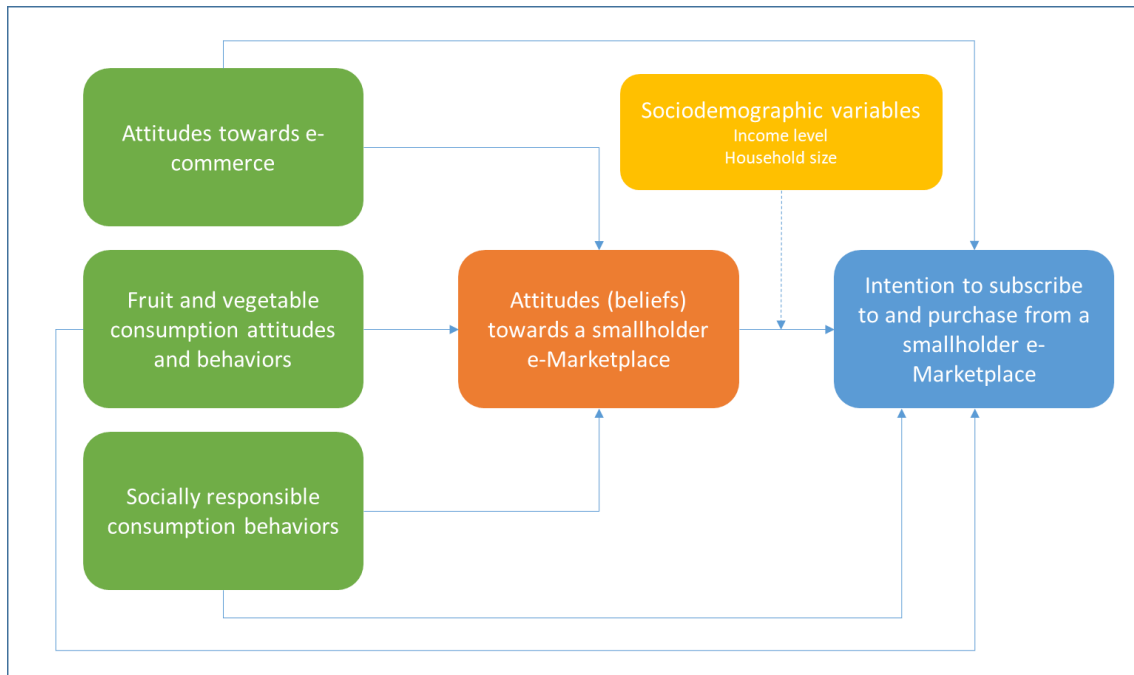 Attitudes towards e-
commerce
Sociodemographic variables
Income level
Household size
Fruit and vegetable
consumption attitudes
and behaviors
Attitudes (beliefs)
towards a smallholder
e-Marketplace
Intention to subscribe
to and purchase from a
smallholder e-
Marketplace
Socially responsible
consumption behaviors